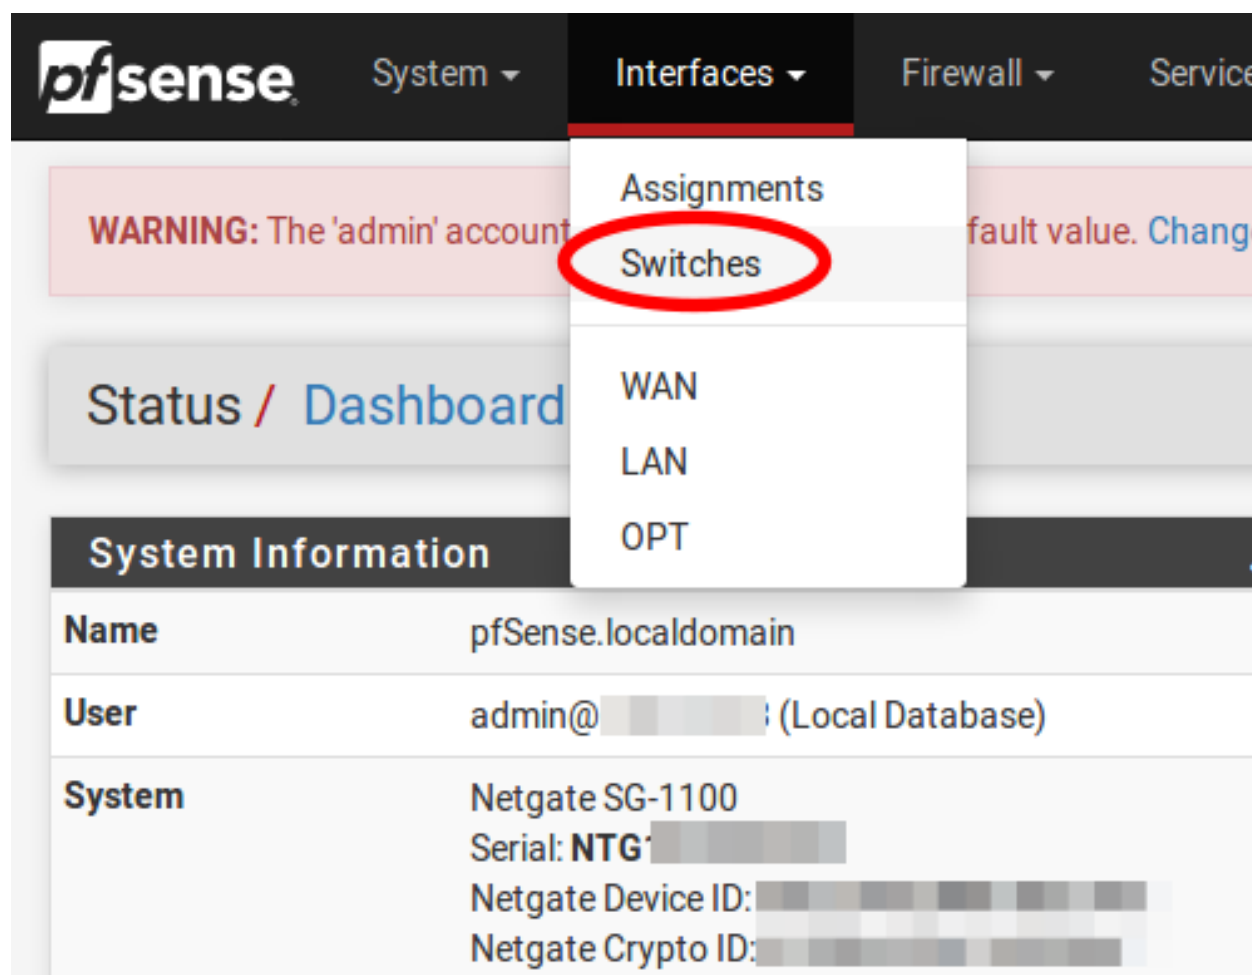 pfsense
System
Interfaces
Firewall
Assignments
Switches
WAN
LAN
OPT
WARNING: The 'admin' account fault value.
Status / Dashboard
System Information
Name pfSense.localdomain
User admin@ (Local Database)
System Netgate SG-1100
Serial: NTG
Netgate Device ID:
Netgate Crypto ID: